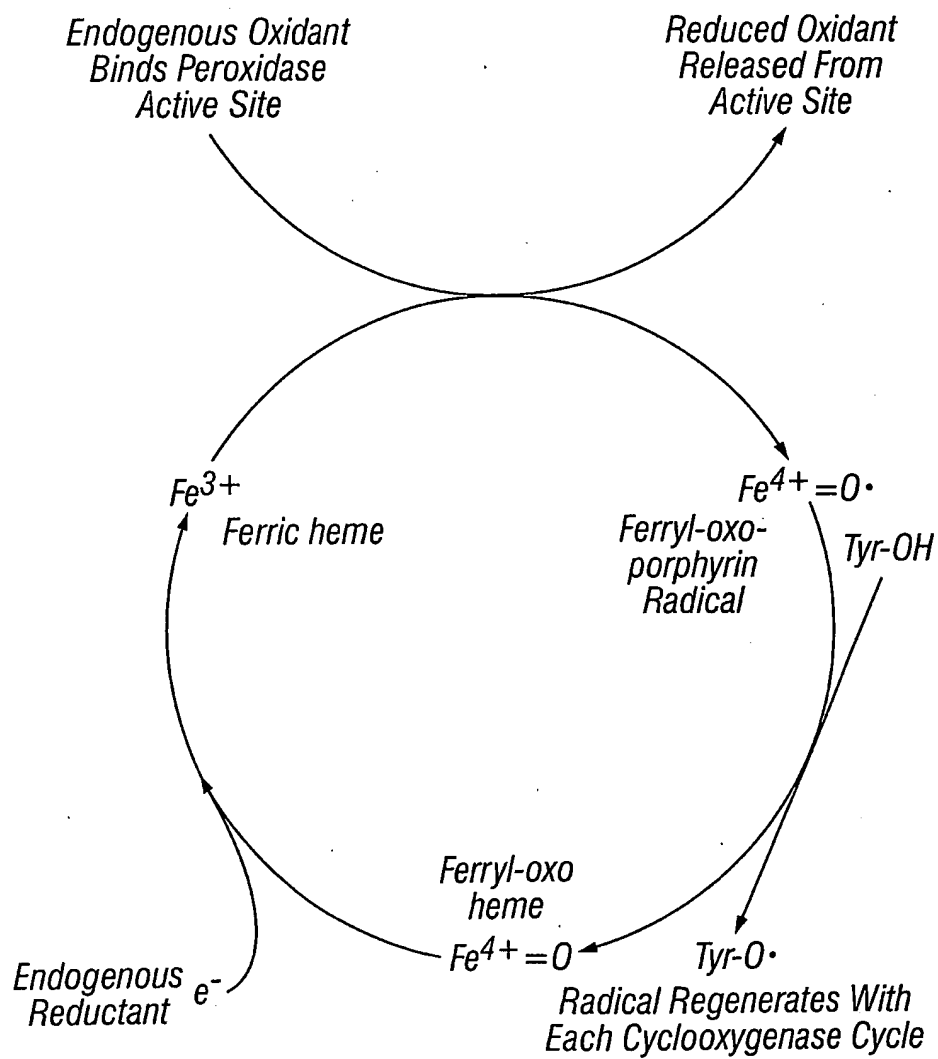 Endogenous Oxidant
Binds Peroxidase
Active Site
Reduced Oxidant
Released From
Active Site
Fe3+
Ferric heme
Fe4+ =O•
Ferryl-oxo-
porphyrin
Radical
Tyr-OH
Ferryl-oxo
heme
Fe4+ =O
Tyr-O•
Radical Regenerates With
Each Cyclooxygenase Cycle
Endogenous
Reductant
e-